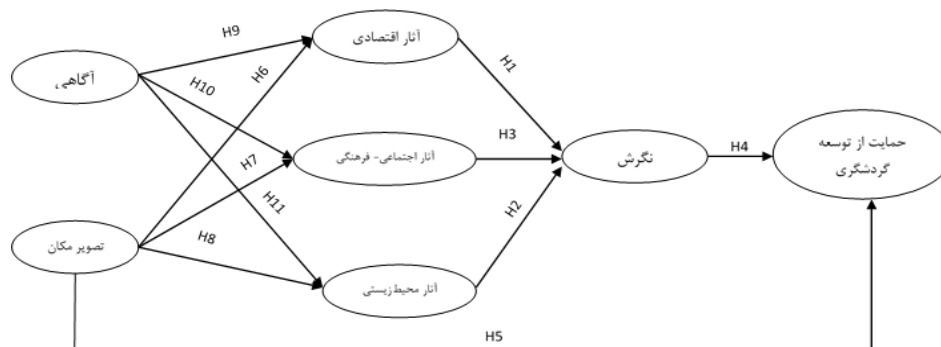 H9
آثار اقتصادی
آگاهی
H6
H1
H10
H3
حمایت از توسعه
گردشگری
H4
نگرش
آثار اجتماعی- فرهنگی
H7
H11
H2
تصویر مکان
H8
آثار محیط‌زیستی
H5